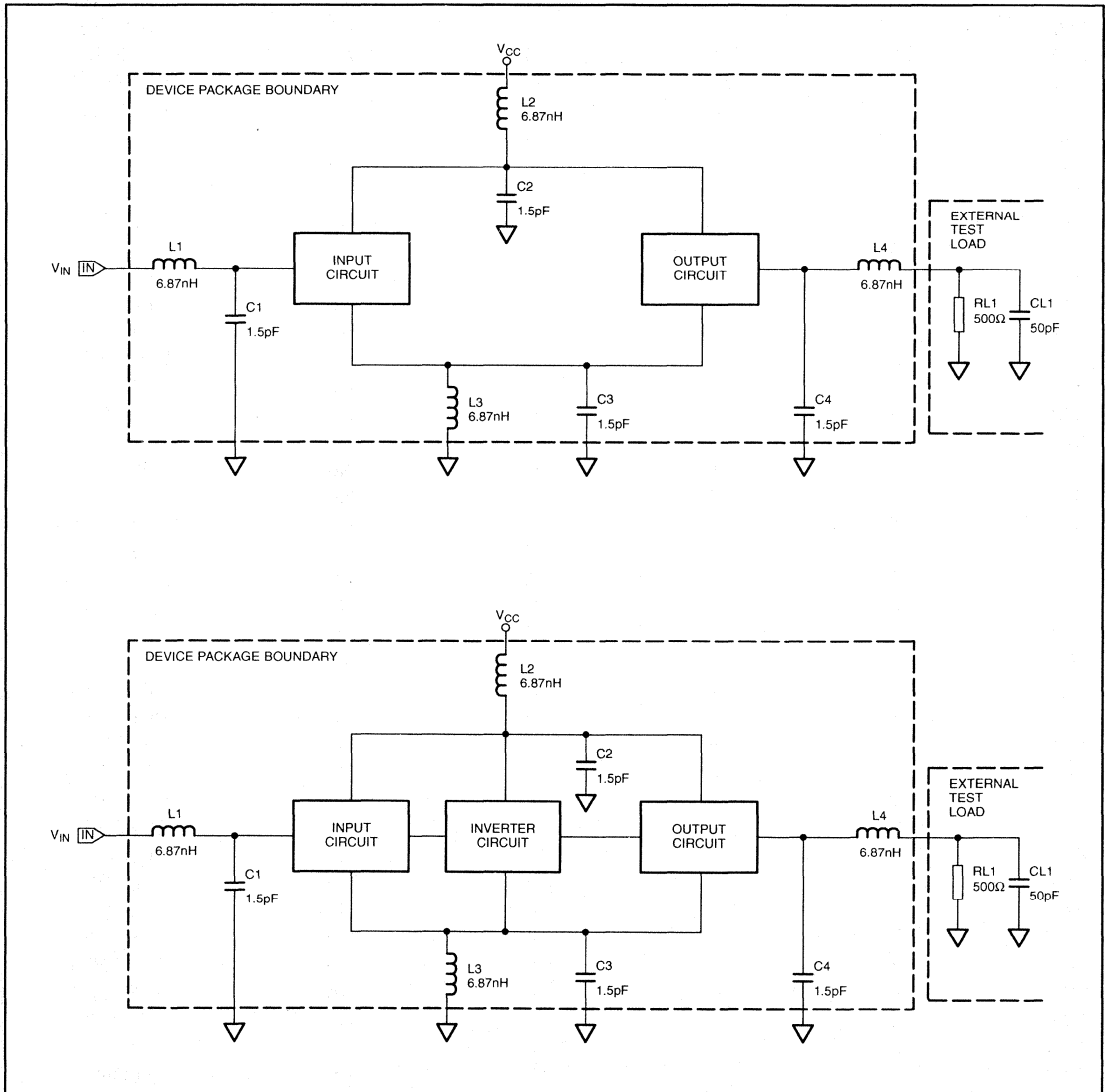 V_CC
DEVICE PACKAGE BOUNDARY
L2
6.87nH
C2
1.5pF
EXTERNAL
TEST
LOAD
L1
INPUT
CIRCUIT
OUTPUT
CIRCUIT
L4
V_IN IN
6.87nH
6.87nH
C1
1.5pF
RL1
500Ω
CL1
50pF
L3
6.87nH
C3
1.5pF
C4
1.5pF
V_CC
DEVICE PACKAGE BOUNDARY
L2
6.87nH
C2
1.5pF
EXTERNAL
TEST
LOAD
L1
INPUT
CIRCUIT
INVERTER
CIRCUIT
OUTPUT
CIRCUIT
L4
V_IN IN
6.87nH
6.87nH
C1
1.5pF
RL1
500Ω
CL1
50pF
L3
6.87nH
C3
1.5pF
C4
1.5pF